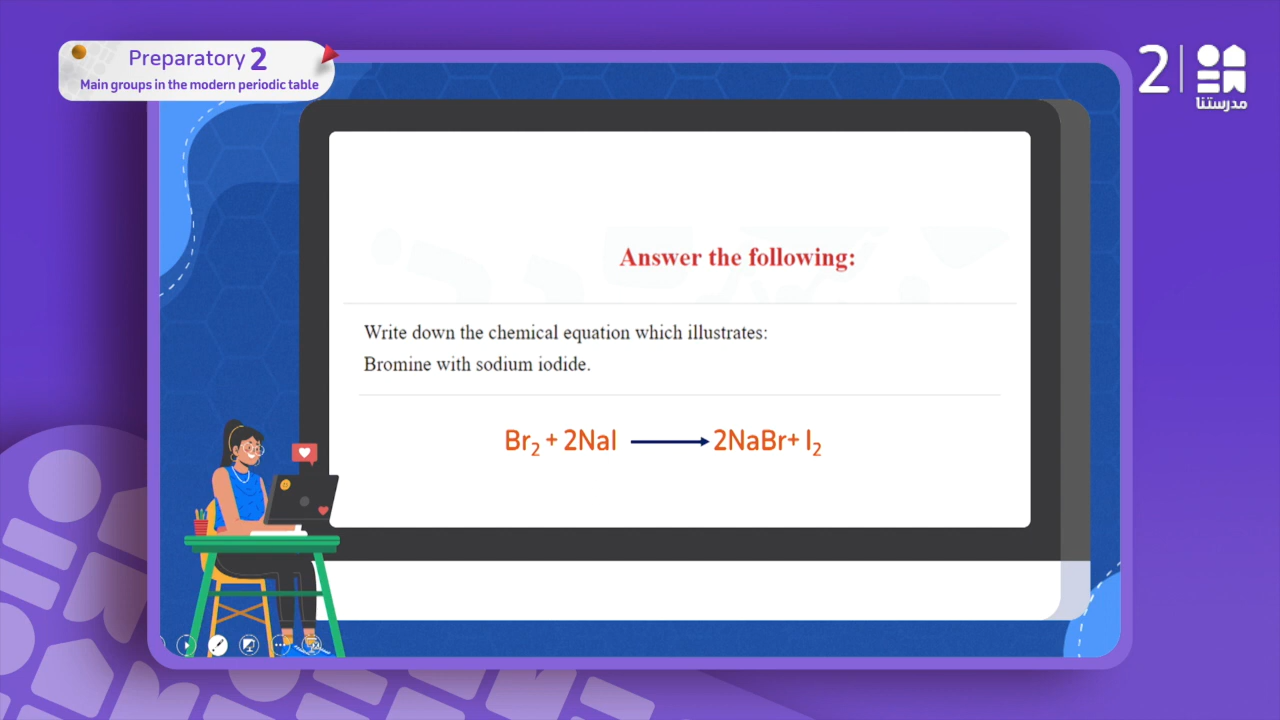 Preparatory 2
Main groups in the modern periodic table
2
مدرستنا
Answer the following:
Write down the chemical equation which illustrates:
Bromine with sodium iodide.
Br₂ + 2NaI ⟶ 2NaBr+ I₂